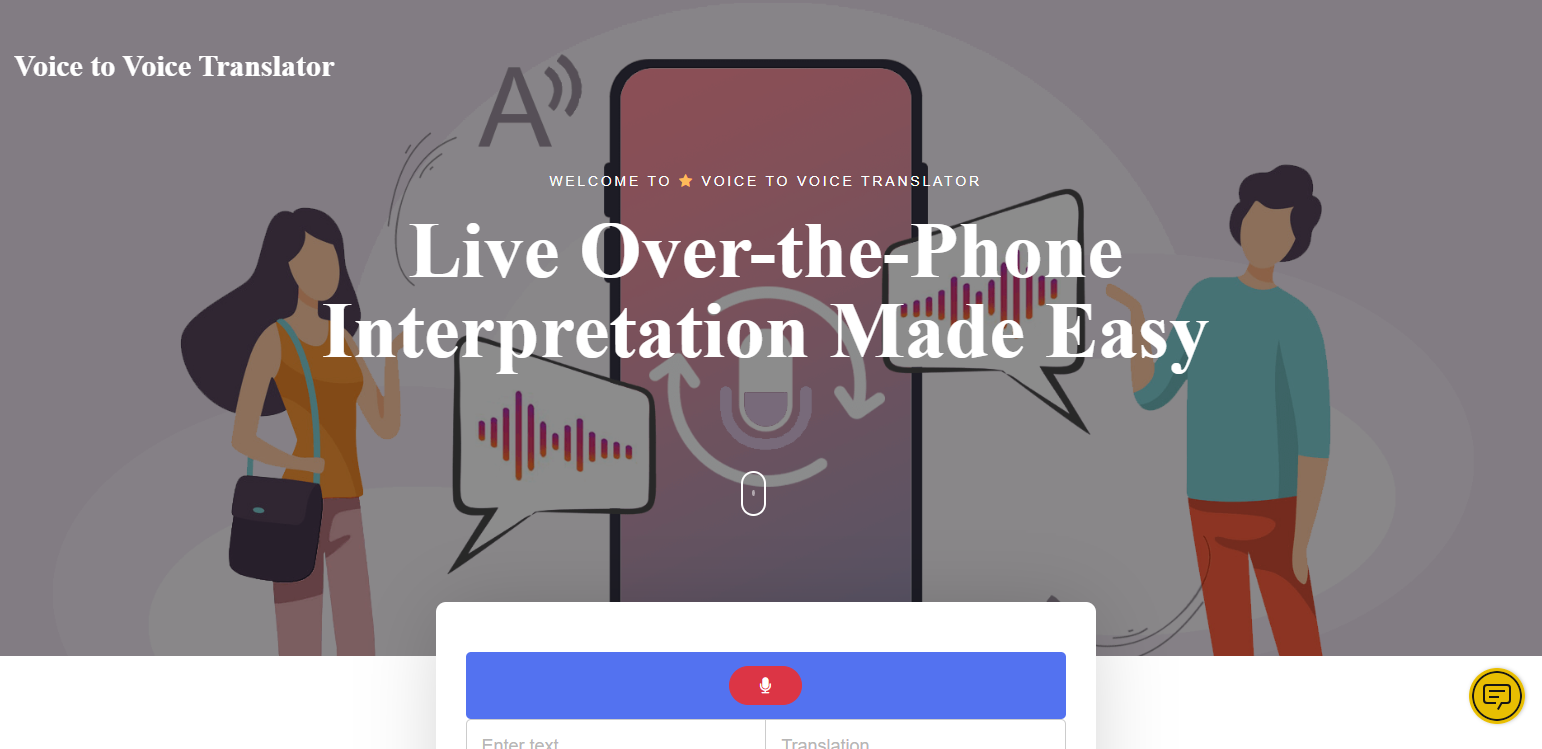 Voice to Voice Translator
A
WELCOME TO ⭐ VOICE TO VOICE TRANSLATOR
Live Over-the-Phone
Interpretation Made Easy
Enter text
Translation